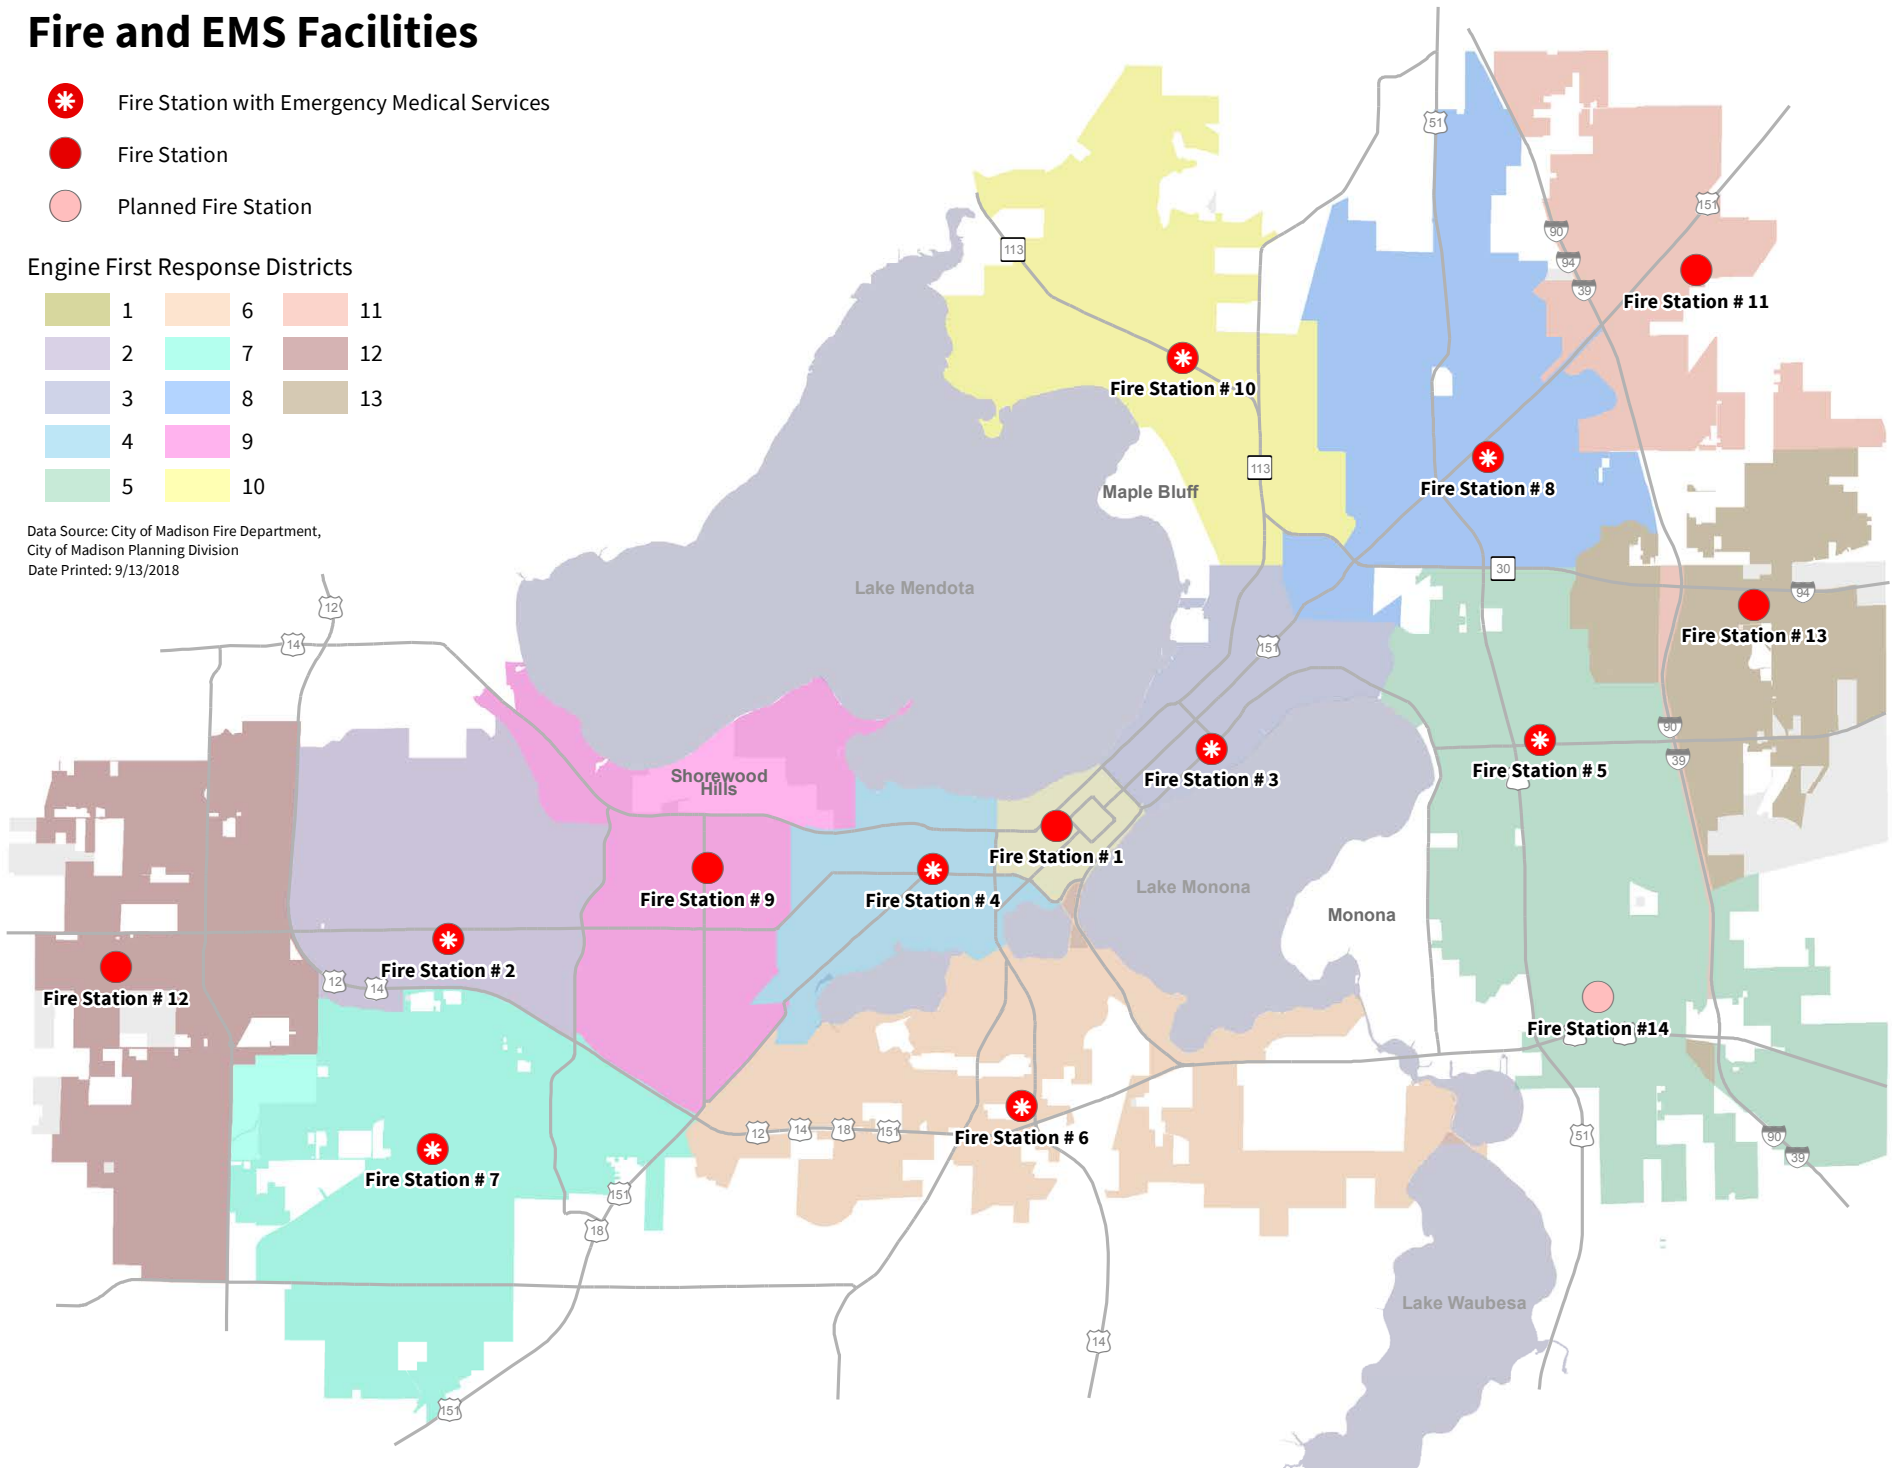 Fire and EMS Facilities
Fire Station with Emergency Medical Services
Fire Station
Planned Fire Station
Engine First Response Districts
1 6 11
2 7 12
3 8 13
4 9
5 10
Data Source: City of Madison Fire Department,
City of Madison Planning Division
Date Printed: 9/13/2018
51
151
90
94
39
113
Fire Station # 11
Fire Station # 10
113
Maple Bluff
Fire Station # 8
30
Lake Mendota
94
12
14
151
Fire Station # 13
90
39
Fire Station # 5
Fire Station # 3
Shorewood
Hills
Fire Station # 1
Lake Monona
Fire Station # 9
Fire Station # 4
Monona
Fire Station # 2
12
14
Fire Station # 12
Fire Station #14
Fire Station # 6
12
14
18
151
51
90
39
Fire Station # 7
151
18
Lake Waubesa
14
151